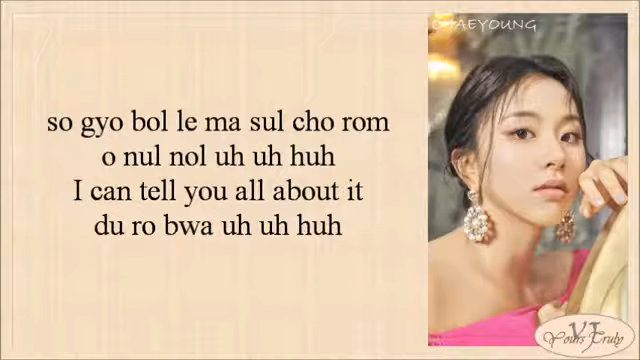 CHAEYOUNG
so gyo bol le ma sul cho rom
o nul nol uh uh huh
I can tell you all about it
du ro bwa uh uh huh
YT
Yours Truly